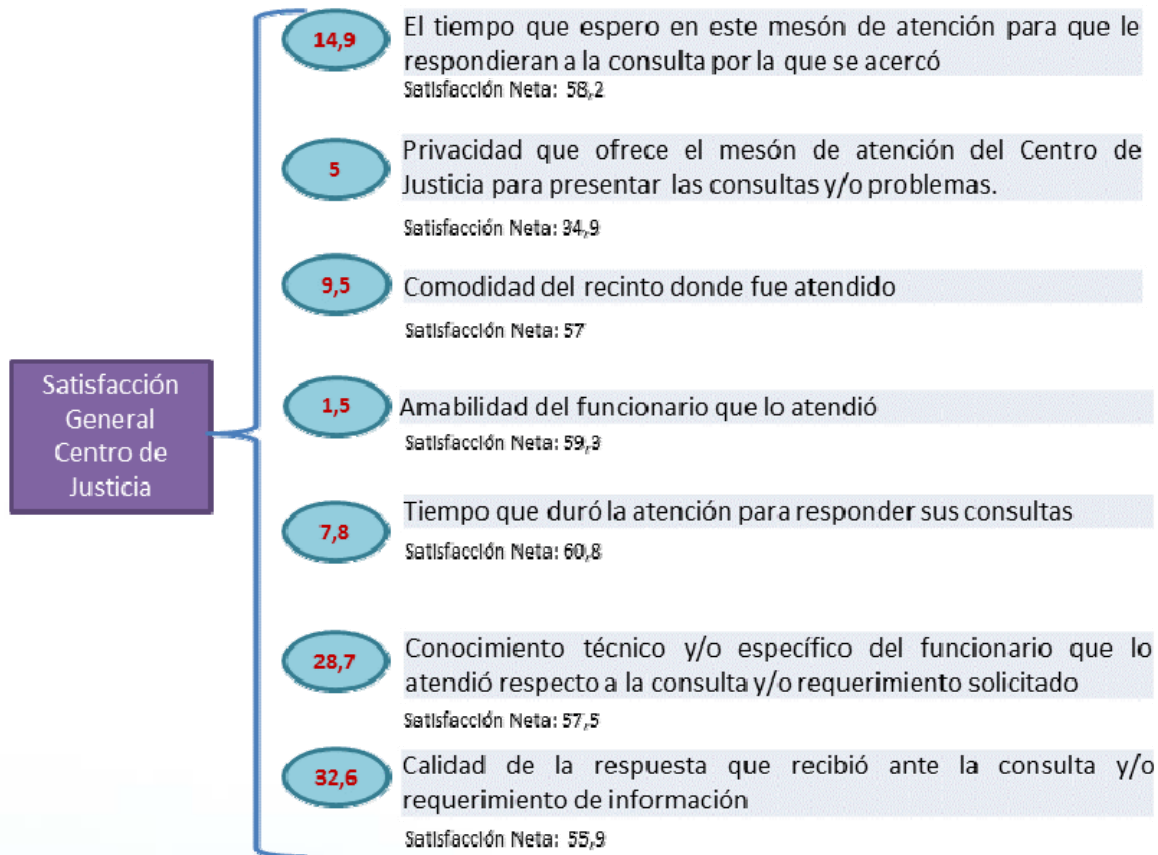 14,9
El tiempo que espero en este mesón de atención para que le
respondieran a la consulta por la que se acercó
Satisfacción Neta: 58,2
5
Privacidad que ofrece el mesón de atención del Centro de
Justicia para presentar las consultas y/o problemas.
Satisfacción Neta: 34,9
9,5
Comodidad del recinto donde fue atendido
Satisfacción Neta: 57
Satisfacción
General
Centro de
Justicia
1,5
Amabilidad del funcionario que lo atendió
Satisfacción Neta: 59,3
7,8
Tiempo que duró la atención para responder sus consultas
Satisfacción Neta: 60,8
28,7
Conocimiento técnico y/o específico del funcionario que lo
atendió respecto a la consulta y/o requerimiento solicitado
Satisfacción Neta: 57,5
32,6
Calidad de la respuesta que recibió ante la consulta y/o
requerimiento de información
Satisfacción Neta: 55,9